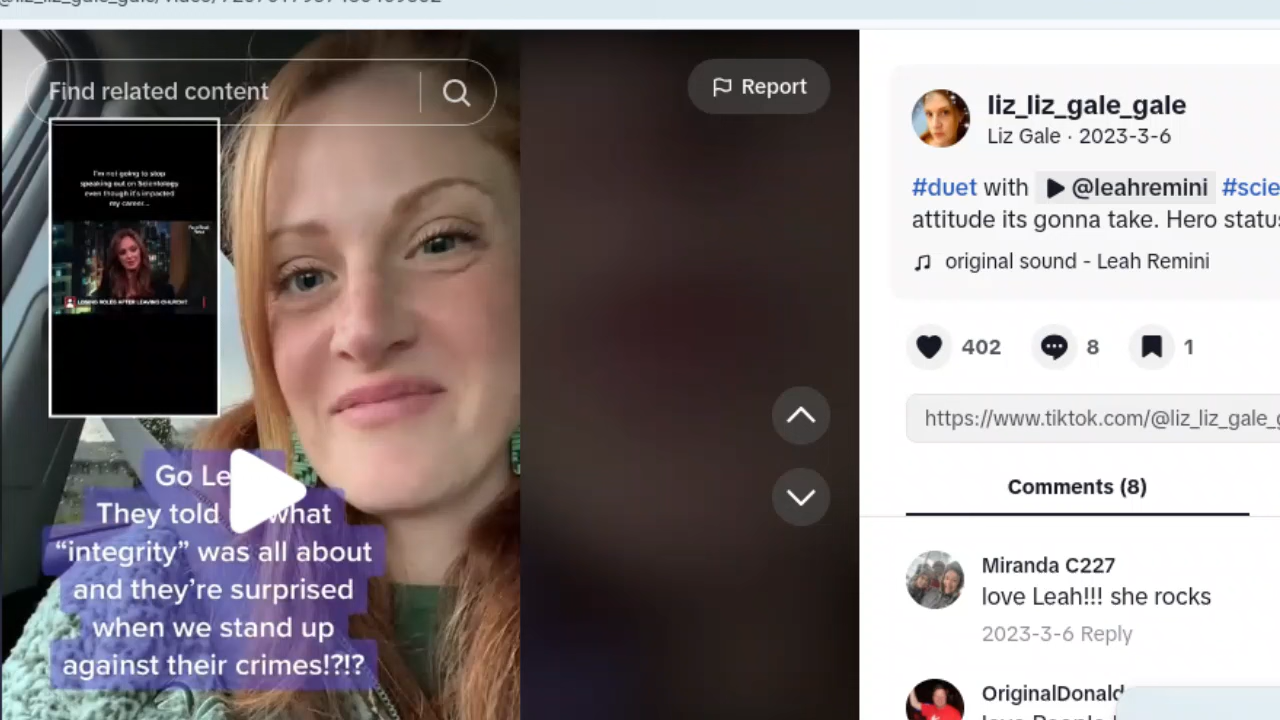 Find related content
Report
I'm not going to stop
speaking out on Scientology
even though it's impacted
my career...
LOSING ROLES AFTER LEAVING CHURCH?
Go Le
They told what
“integrity” was all about
and they’re surprised
when we stand up
against their crimes!?!?
liz_liz_gale_gale
Liz Gale · 2023-3-6
#duet with @leahremini #scie
attitude its gonna take. Hero statu
original sound - Leah Remini
402
8
1
https://www.tiktok.com/@liz_liz_gale_g
Comments (8)
Miranda C227
love Leah!!! she rocks
2023-3-6 Reply
OriginalDonald